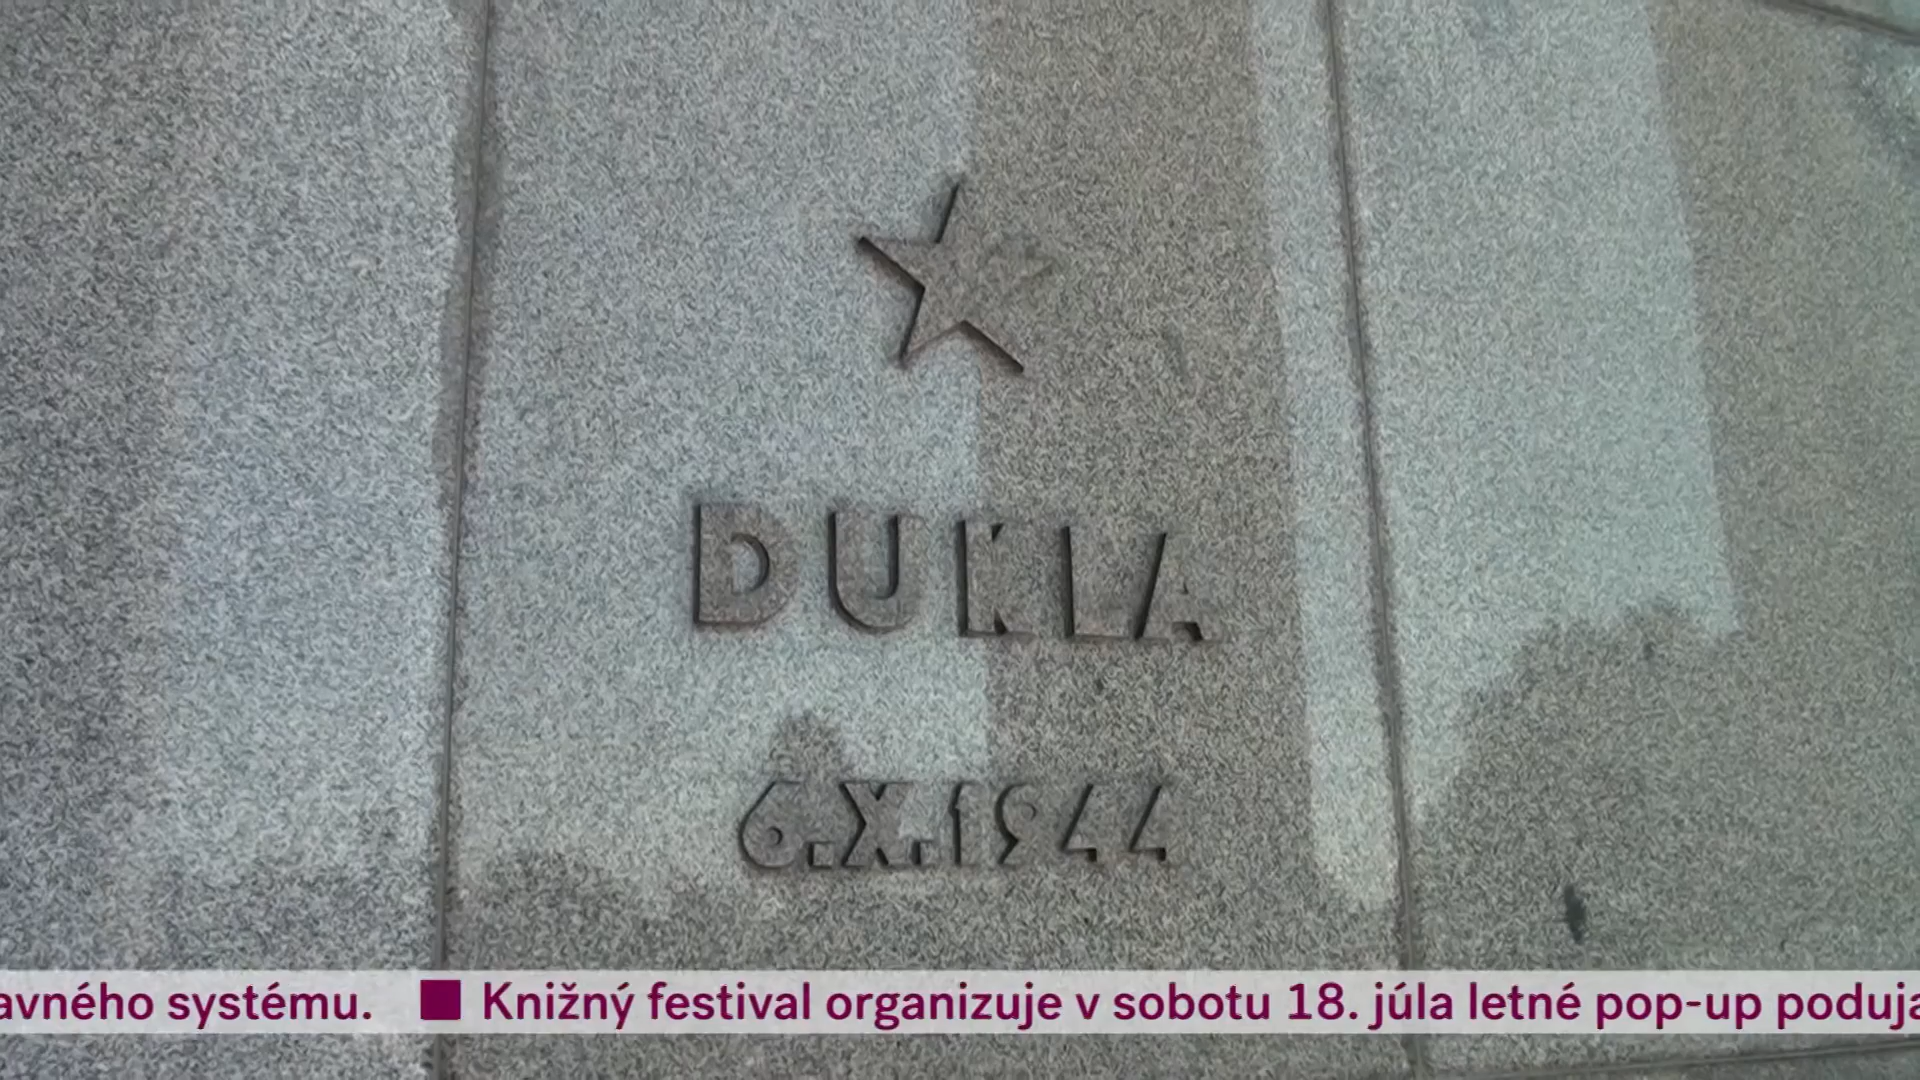 DUKLA
6.X.1944
avného systému. ■ Knižný festival organizuje v sobotu 18. júla letné pop-up poduja